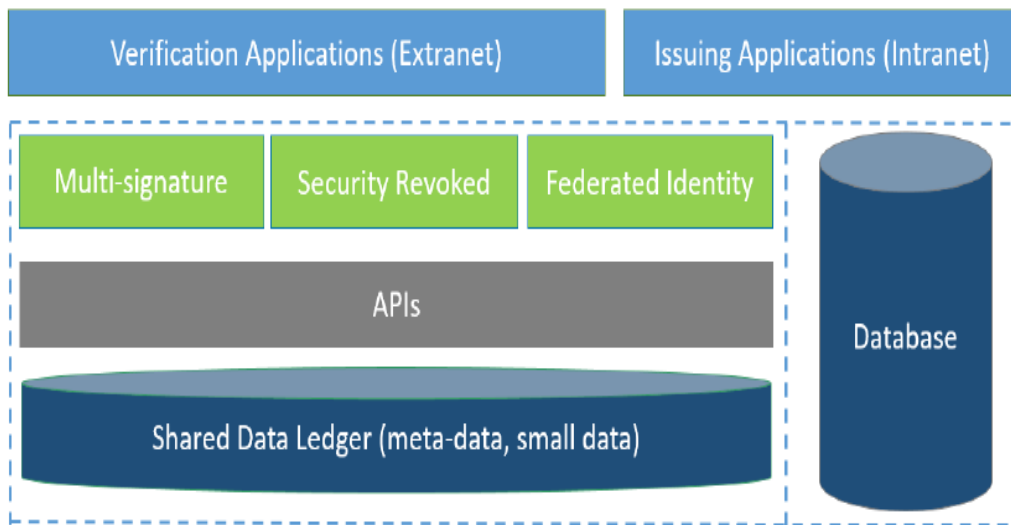 Verification Applications (Extranet)
Issuing Applications (Intranet)
Multi-signature
Security Revoked
Federated Identity
APIs
Database
Shared Data Ledger (meta-data, small data)